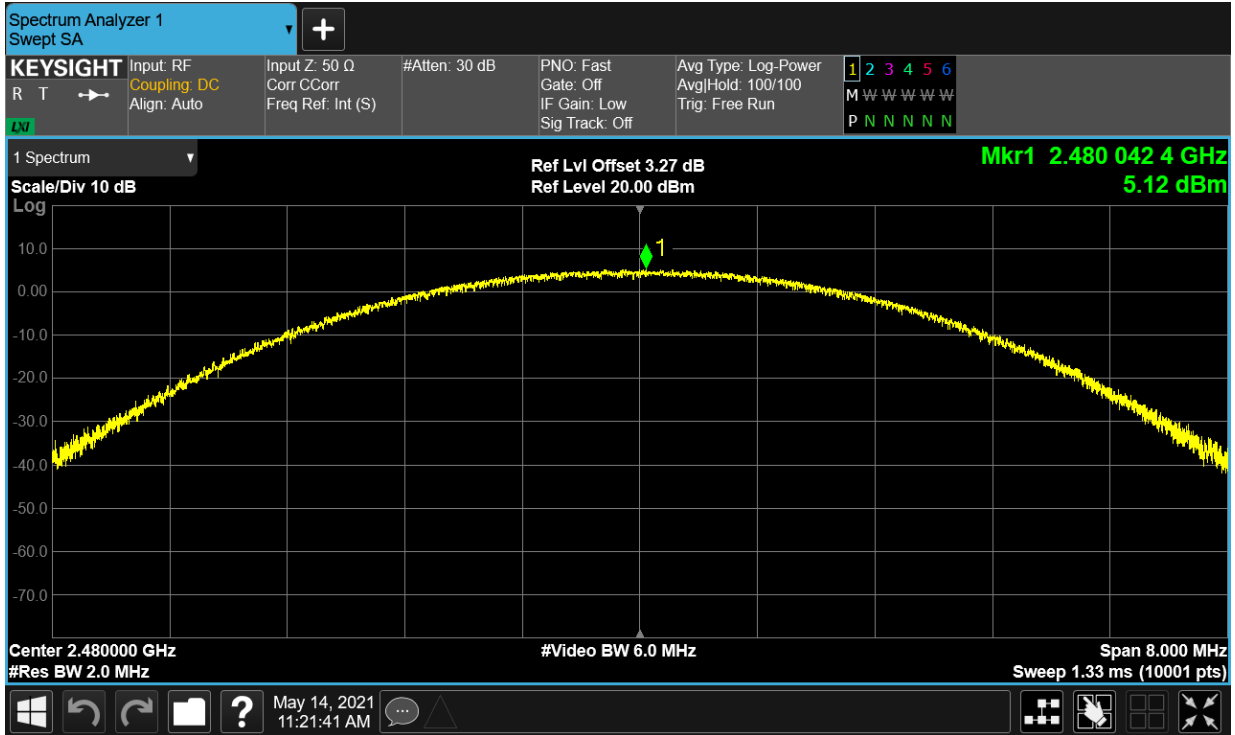 Spectrum Analyzer 1
Swept SA
+
KEYSIGHT
R T
LXI
Input: RF
Coupling: DC
Align: Auto
Input Z: 50 Ω
Corr CCorr
Freq Ref: Int (S)
#Atten: 30 dB
PNO: Fast
Gate: Off
IF Gain: Low
Sig Track: Off
Avg Type: Log-Power
Avg|Hold: 100/100
Trig: Free Run
1 2 3 4 5 6
M W W W W W
P N N N N N
1 Spectrum
Scale/Div 10 dB
Log
Ref Lvl Offset 3.27 dB
Ref Level 20.00 dBm
Mkr1 2.480 042 4 GHz
5.12 dBm
1
10.0
0.00
-10.0
-20.0
-30.0
-40.0
-50.0
-60.0
-70.0
Center 2.480000 GHz
#Res BW 2.0 MHz
#Video BW 6.0 MHz
Span 8.000 MHz
Sweep 1.33 ms (10001 pts)
?
May 14, 2021
11:21:41 AM